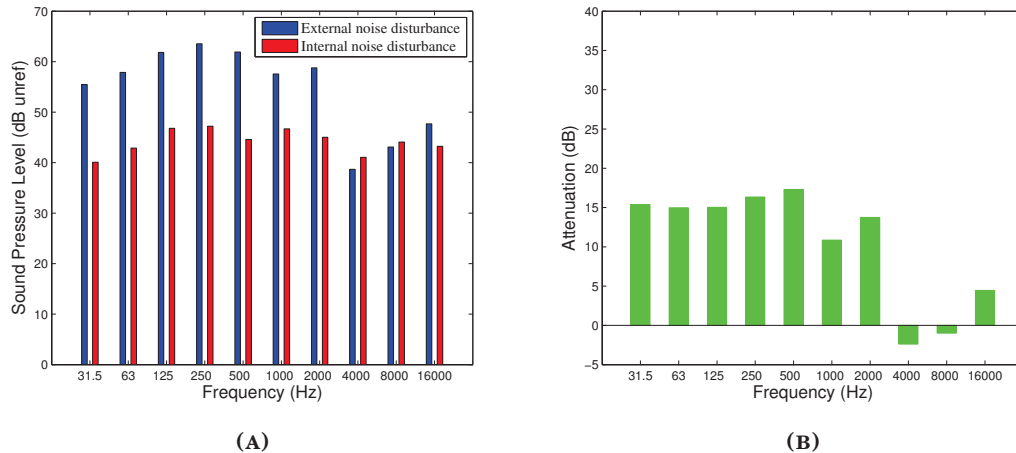 70
60
50
40
30
20
10
0
Sound Pressure Level (dB unref)
External noise disturbance
Internal noise disturbance
31.5 63 125 250 500 1000 2000 4000 8000 16000
Frequency (Hz)
(A)
40
35
30
25
20
15
10
5
0
−5
Attenuation (dB)
31.5 63 125 250 500 1000 2000 4000 8000 16000
Frequency (Hz)
(B)